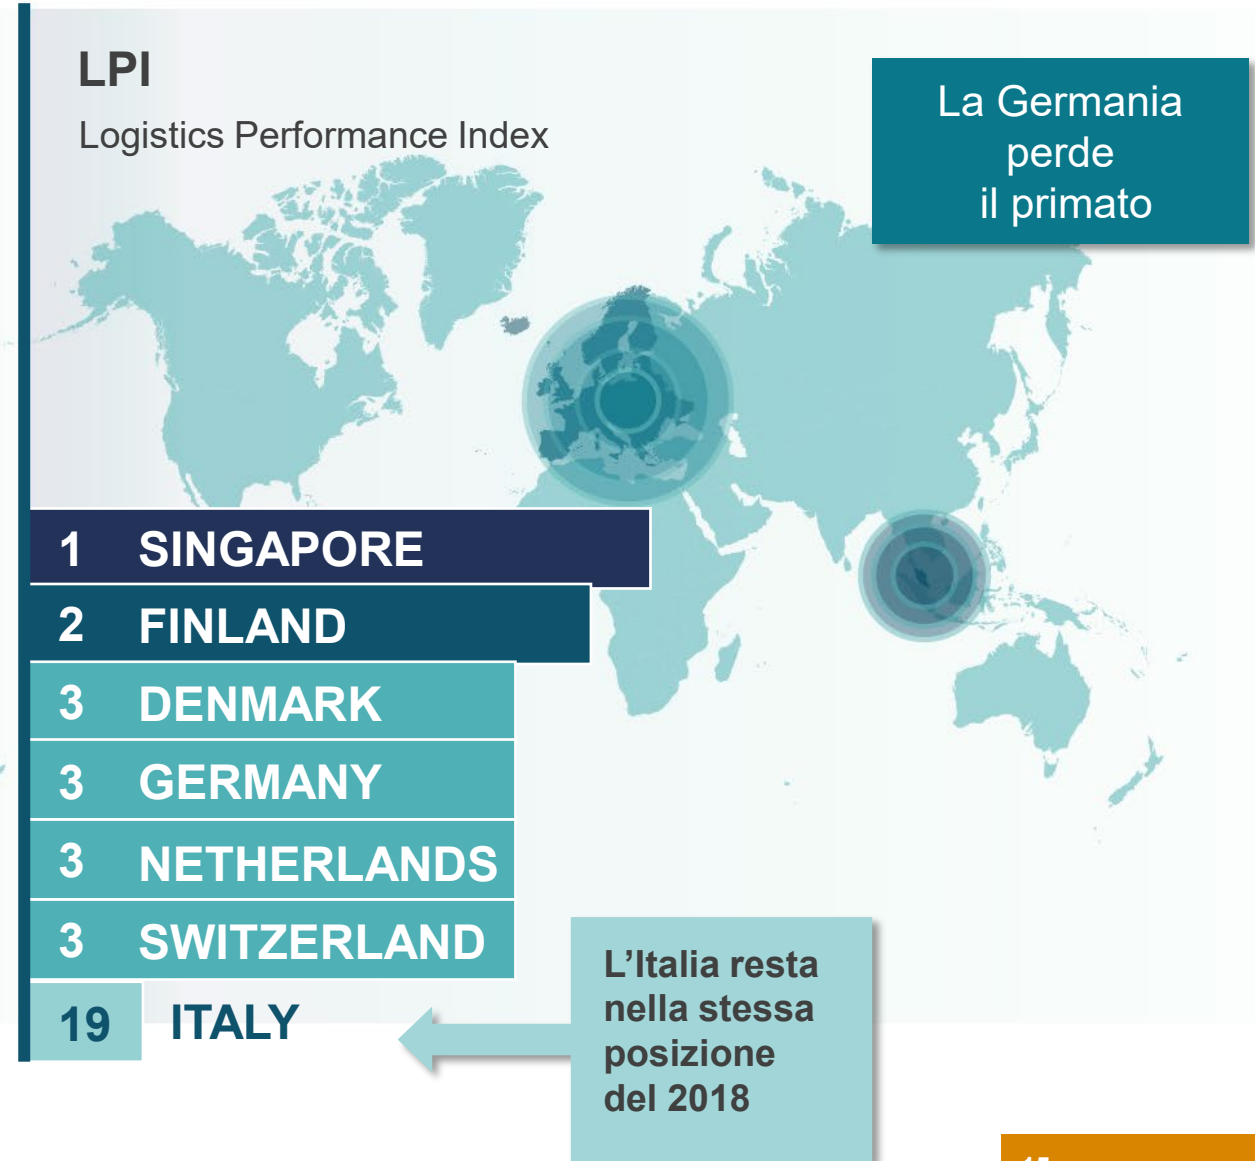 LPI
Logistics Performance Index
La Germania
perde
il primato
1 SINGAPORE
2 FINLAND
3 DENMARK
3 GERMANY
3 NETHERLANDS
3 SWITZERLAND
19 ITALY
L'Italia resta
nella stessa
posizione
del 2018